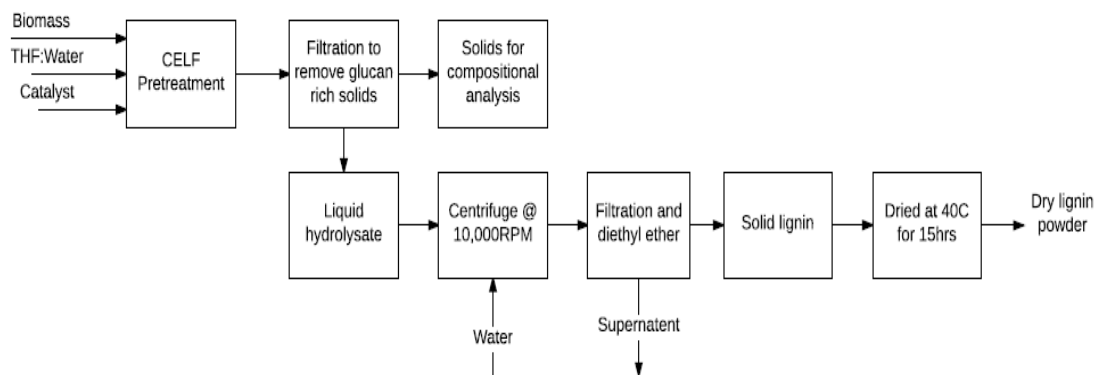 Biomass
THF:Water
Catalyst
CELF
Pretreatment
Filtration to
remove glucan
rich solids
Solids for
compositional
analysis
Liquid
hydrolysate
Centrifuge @
10,000RPM
Filtration and
diethyl ether
Solid lignin
Dried at 40C
for 15hrs
Dry lignin
powder
Water
Supernatent